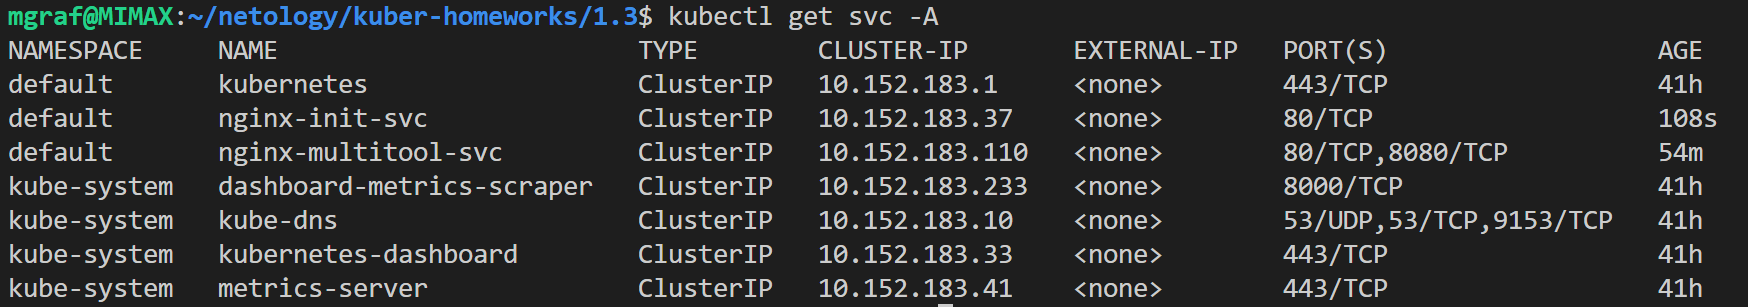 mgraf@MIMAX:~/netology/kuber-homeworks/1.3$ kubectl get svc -A
NAMESPACE     NAME                        TYPE        CLUSTER-IP       EXTERNAL-IP   PORT(S)                  AGE
default       kubernetes                  ClusterIP   10.152.183.1     <none>        443/TCP                  41h
default       nginx-init-svc              ClusterIP   10.152.183.37    <none>        80/TCP                   108s
default       nginx-multitool-svc         ClusterIP   10.152.183.110   <none>        80/TCP,8080/TCP          54m
kube-system   dashboard-metrics-scraper   ClusterIP   10.152.183.233   <none>        8000/TCP                 41h
kube-system   kube-dns                    ClusterIP   10.152.183.10    <none>        53/UDP,53/TCP,9153/TCP   41h
kube-system   kubernetes-dashboard        ClusterIP   10.152.183.33    <none>        443/TCP                  41h
kube-system   metrics-server              ClusterIP   10.152.183.41    <none>        443/TCP                  41h